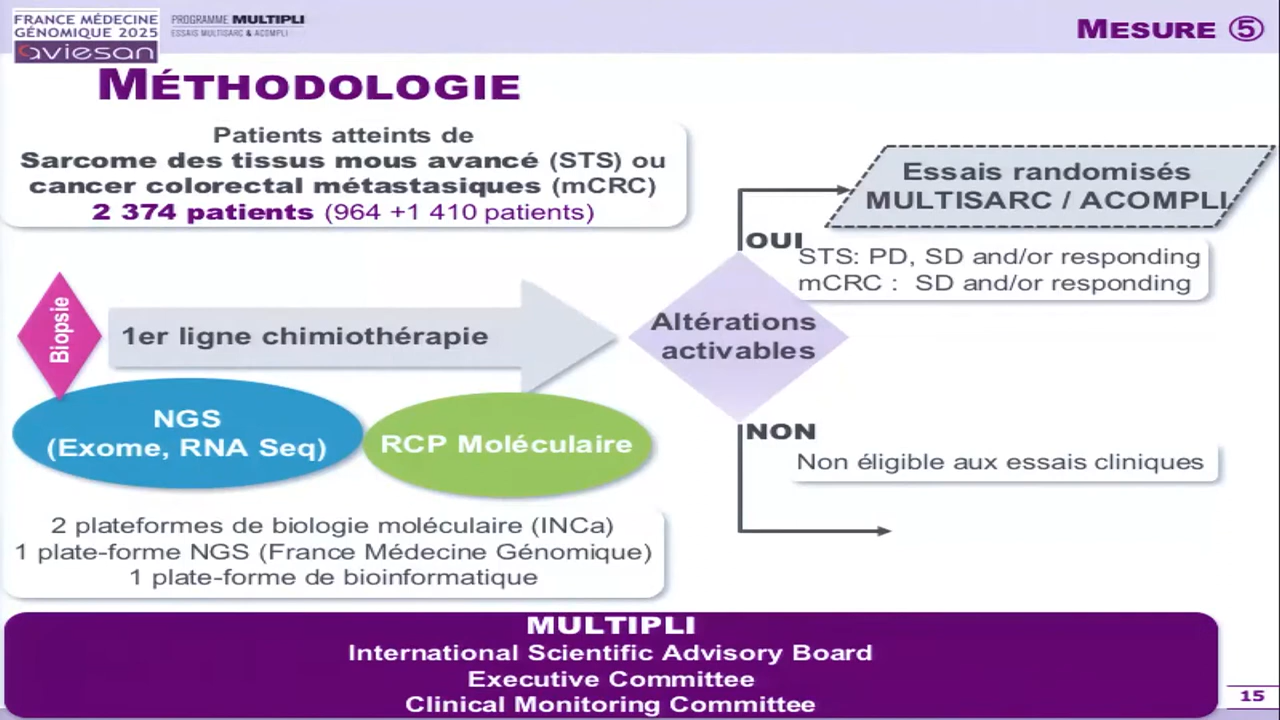 FRANCE MÉDECINE
GÉNOMIQUE 2025
aviesan
PROGRAMME MULTIPLI
ESSAIS MULTISARC & ACOMPLI
MESURE ⑤
MÉTHODOLOGIE
Patients atteints de
Sarcome des tissus mous avancé (STS) ou
cancer colorectal métastasiques (mCRC)
2 374 patients (964 +1 410 patients)
Essais randomisés
MULTISARC / ACOMPLI
OUI
STS: PD, SD and/or responding
mCRC : SD and/or responding
Biopsie
1er ligne chimiothérapie
Altérations
activables
NGS
(Exome, RNA Seq)
RCP Moléculaire
NON
Non éligible aux essais cliniques
2 plateformes de biologie moléculaire (INCa)
1 plate-forme NGS (France Médecine Génomique)
1 plate-forme de bioinformatique
MULTIPLI
International Scientific Advisory Board
Executive Committee
Clinical Monitoring Committee
15